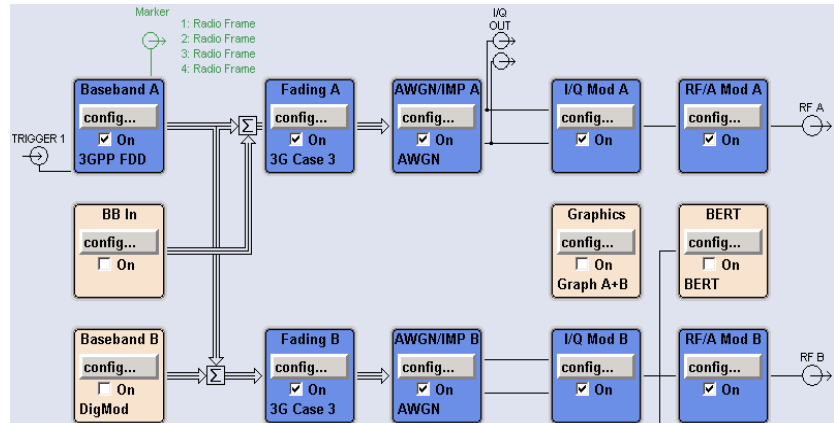 Marker
1: Radio Frame
2: Radio Frame
3: Radio Frame
4: Radio Frame
I/Q
OUT
Baseband A
config...
On
3GPP FDD
Fading A
config...
On
3G Case 3
AWGN/IMP A
config...
On
AWGN
I/Q Mod A
config...
On
RF/A Mod A
config...
On
RF A
TRIGGER 1
Σ
BB In
config...
On
Graphics
config...
On
Graph A+B
BERT
config...
On
BERT
Baseband B
config...
On
DigMod
Σ
Fading B
config...
On
3G Case 3
AWGN/IMP B
config...
On
AWGN
I/Q Mod B
config...
On
RF/A Mod B
config...
On
RF B